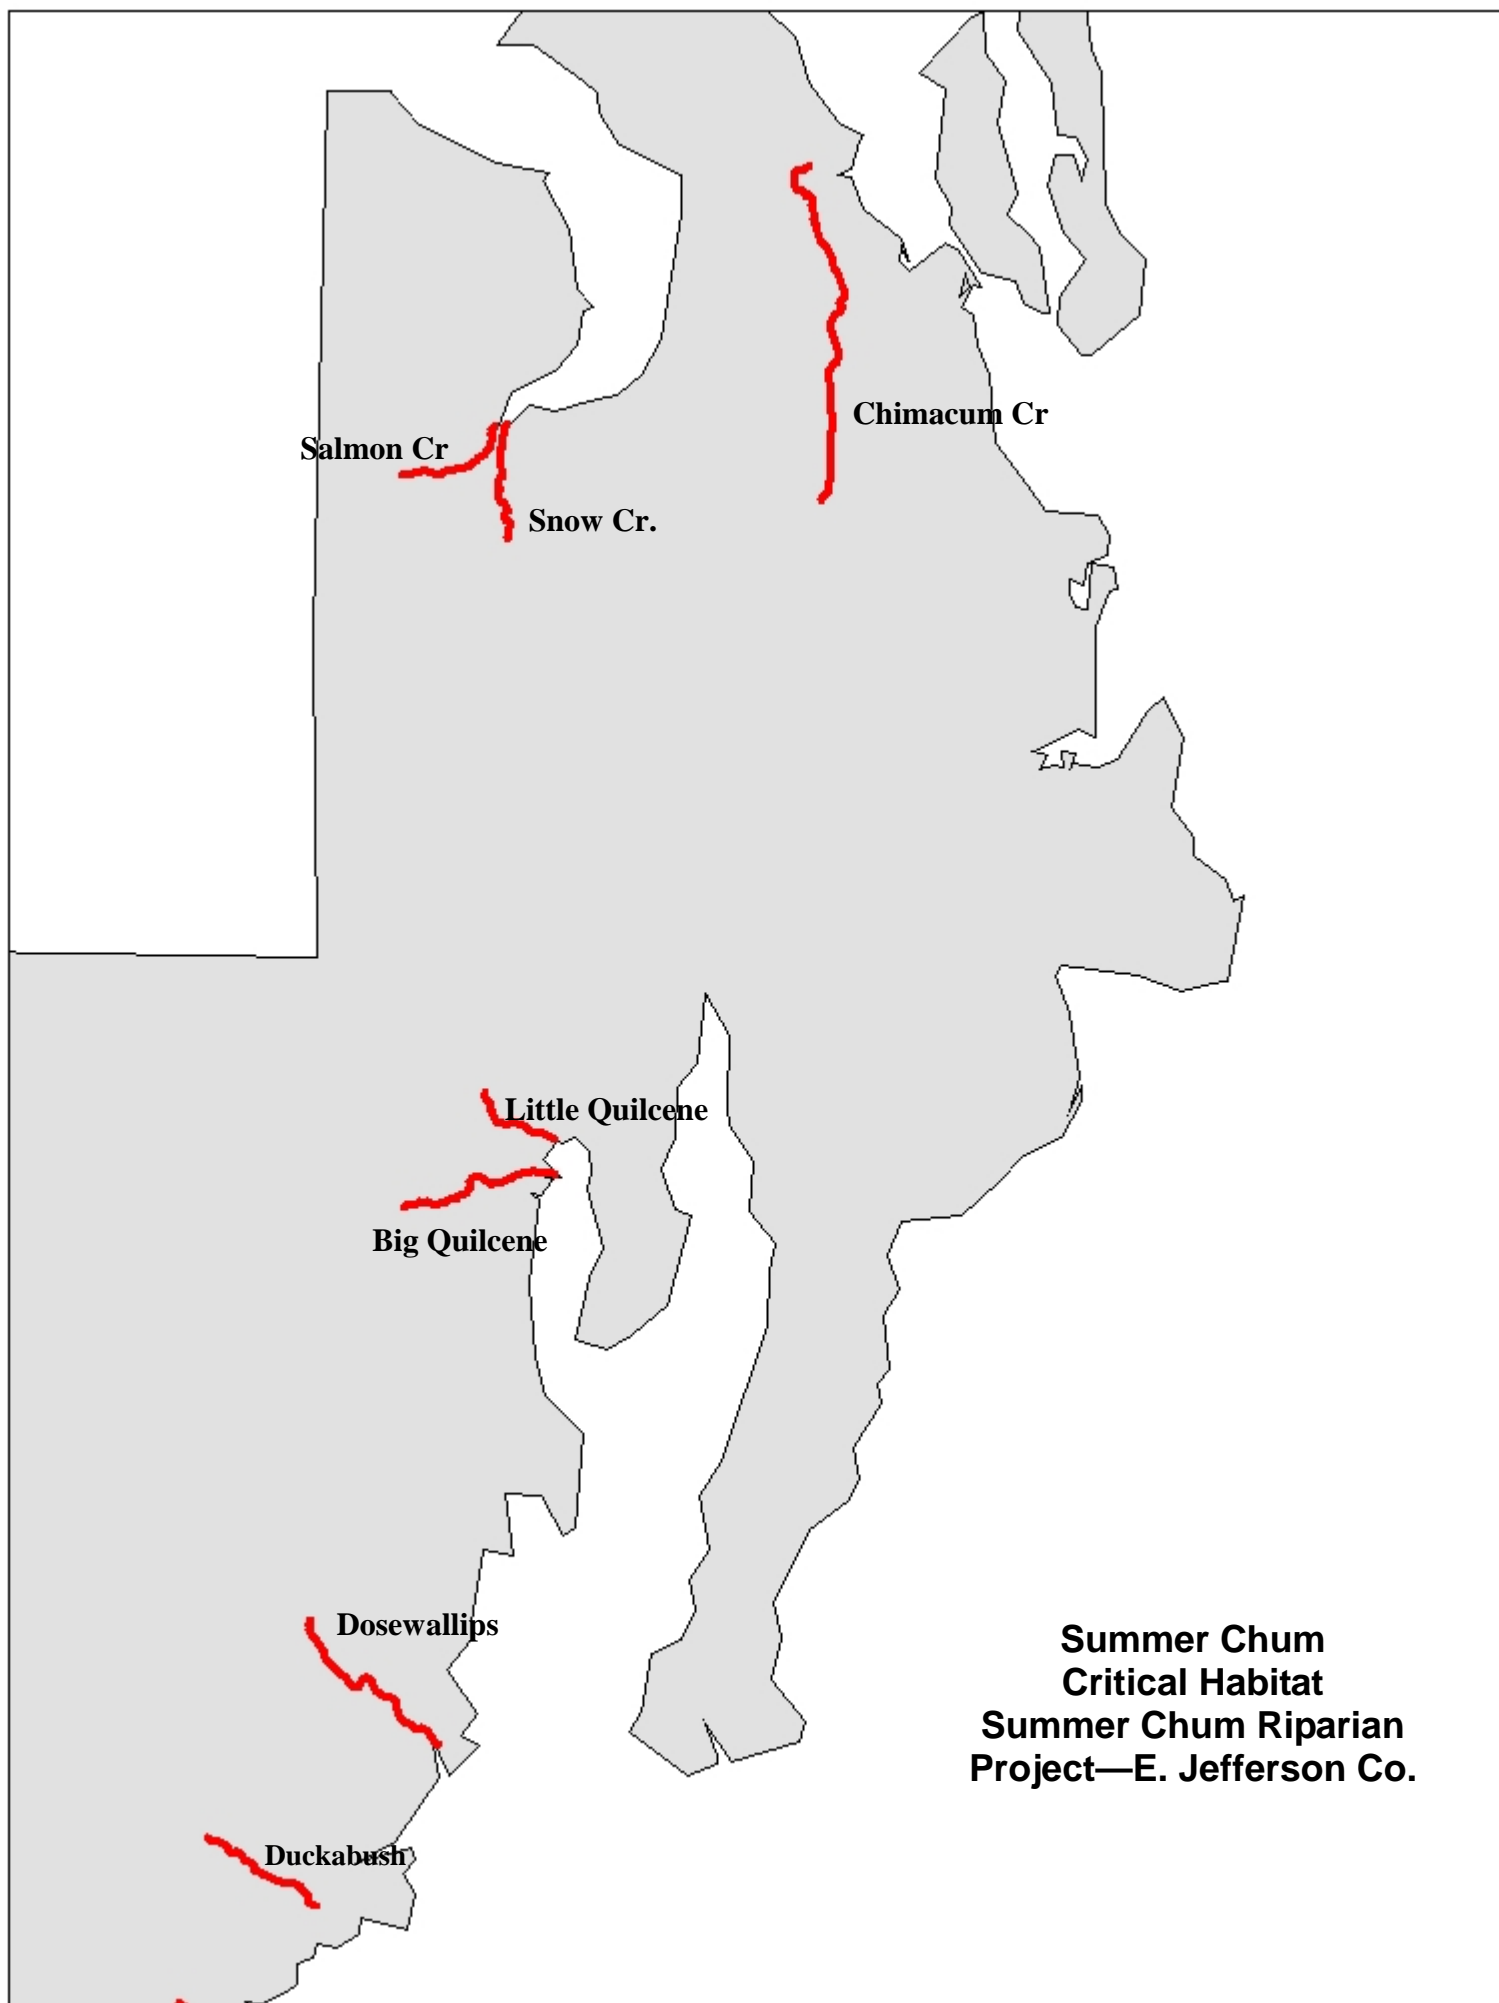 Chimacum Cr
Salmon Cr
Snow Cr.
Little Quilcene
Big Quilcene
Dosewallips
Summer Chum
Critical Habitat
Summer Chum Riparian
Project—E. Jefferson Co.
Duckabush